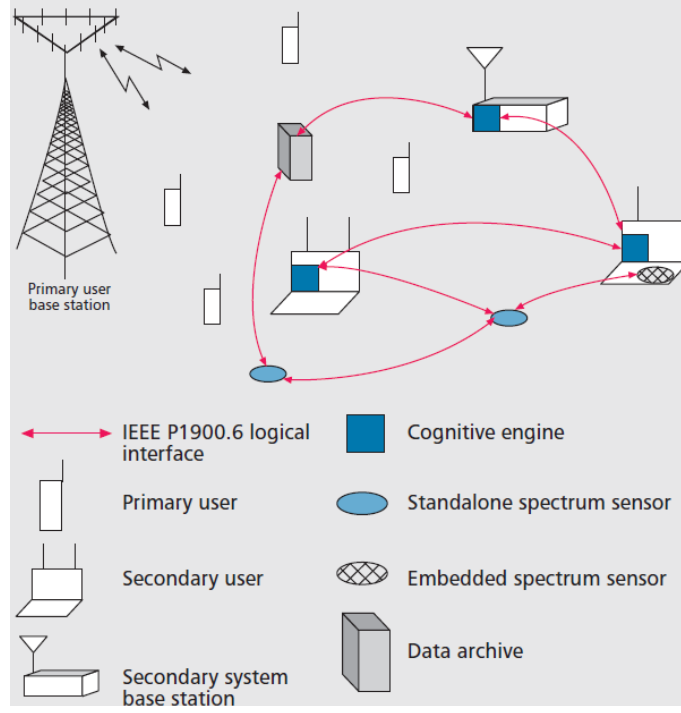 Primary user
base station
IEEE P1900.6 logical
interface
Cognitive engine
Primary user
Standalone spectrum sensor
Secondary user
Embedded spectrum sensor
Data archive
Secondary system
base station